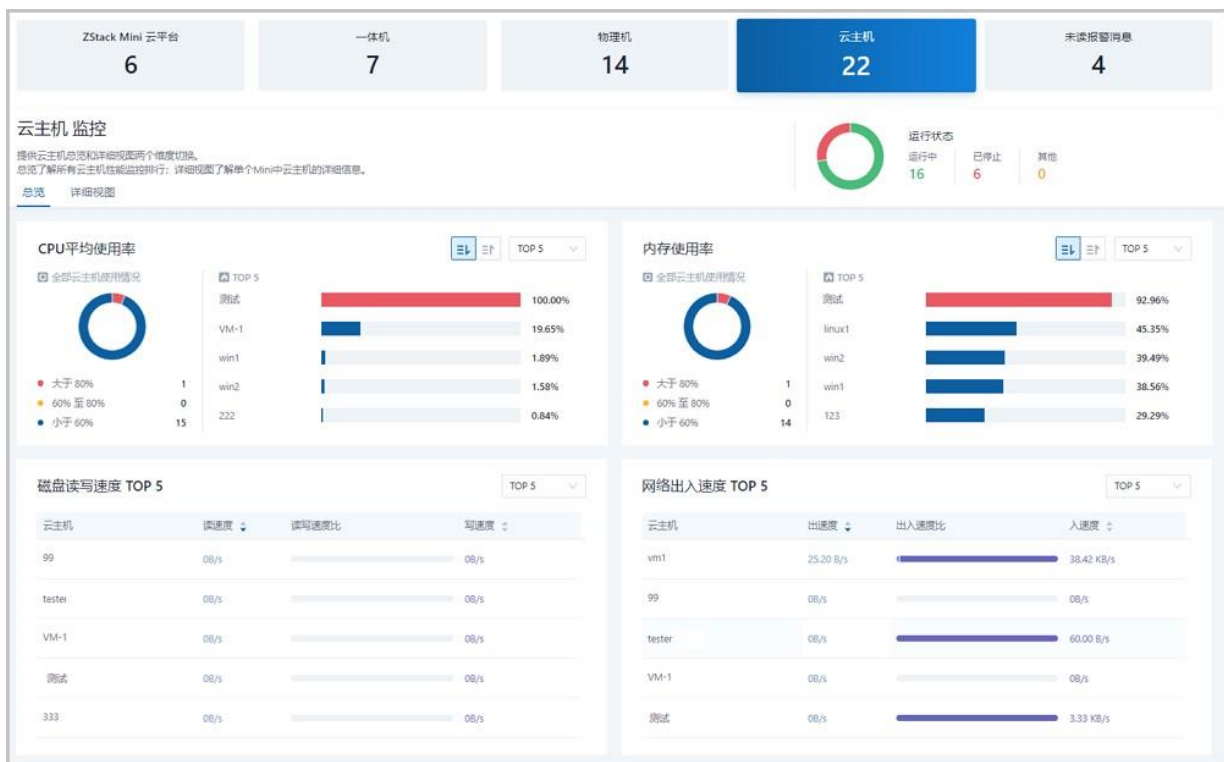 ZStack Mini 云平台
6
一体机
7
物理机
14
云主机
22
未读报警消息
4
云主机 监控
提供云主机总览和详细视图两个维度切换。
总览了解所有云主机性能监控排行；详细视图了解单个Mini中云主机的详细信息。
总览 详细视图
运行状态
运行中 已停止 其他
16 6 0
CPU平均使用率
TOP 5
全部云主机使用情况
大于 80% 1
60% 至 80% 0
小于 60% 15
TOP 5
测试 100.00%
VM-1 19.65%
win1 1.89%
win2 1.58%
222 0.84%
内存使用率
TOP 5
全部云主机使用情况
大于 80% 1
60% 至 80% 0
小于 60% 14
TOP 5
测试 92.96%
linux1 45.35%
win2 39.49%
win1 38.56%
123 29.29%
磁盘读写速度 TOP 5
TOP 5
云主机 读速度 读写速度比 写速度
99 0B/s 0B/s
tester 0B/s 0B/s
VM-1 0B/s 0B/s
测试 0B/s 0B/s
333 0B/s 0B/s
网络出入速度 TOP 5
TOP 5
云主机 出速度 出入速度比 入速度
vm1 25.20 B/s 38.42 KB/s
99 0B/s 0B/s
tester 0B/s 60.00 B/s
VM-1 0B/s 0B/s
测试 0B/s 3.33 KB/s